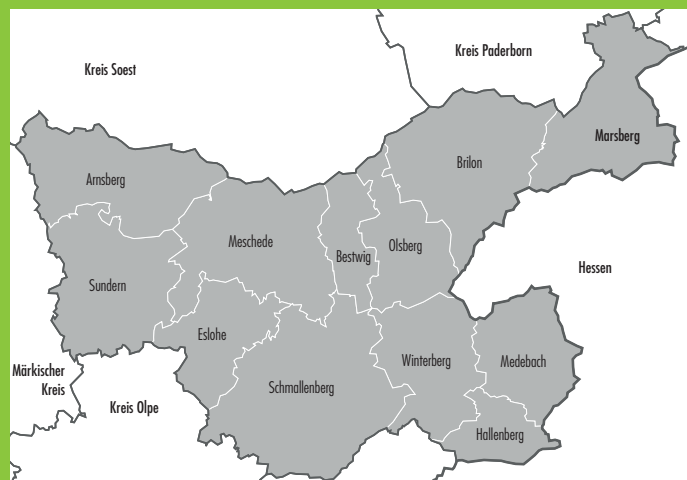 Kreis Paderborn
Kreis Soest
Marsberg
Brilon
Arnsberg
Meschede
Olsberg
Bestwig
Hessen
Sundern
Eslohe
Winterberg
Medebach
Märkischer
Kreis
Schmallenberg
Kreis Olpe
Hallenberg